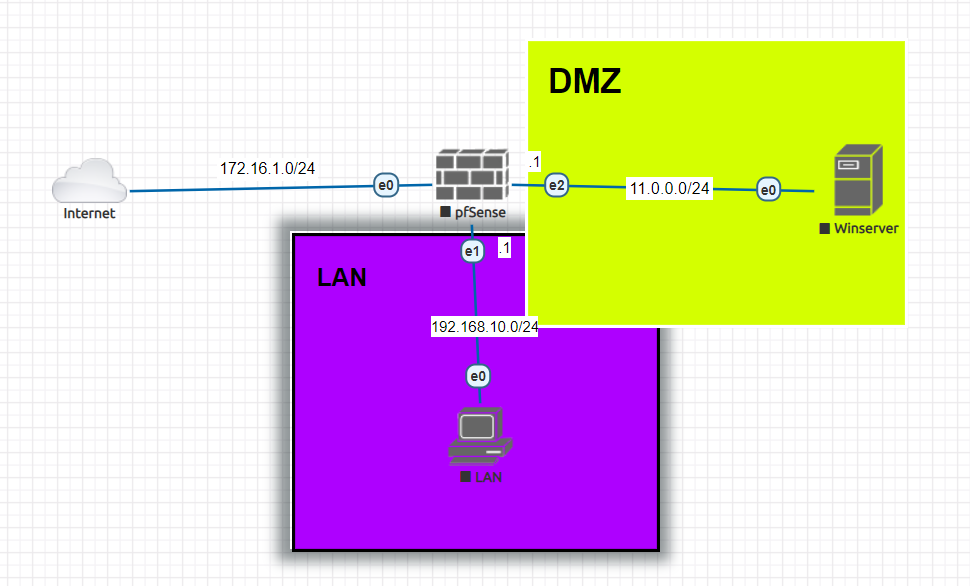 DMZ
172.16.1.0/24
.1
e0
e2
11.0.0.0/24
e0
Internet
pfSense
Winserver
e1
.1
LAN
192.168.10.0/24
e0
LAN